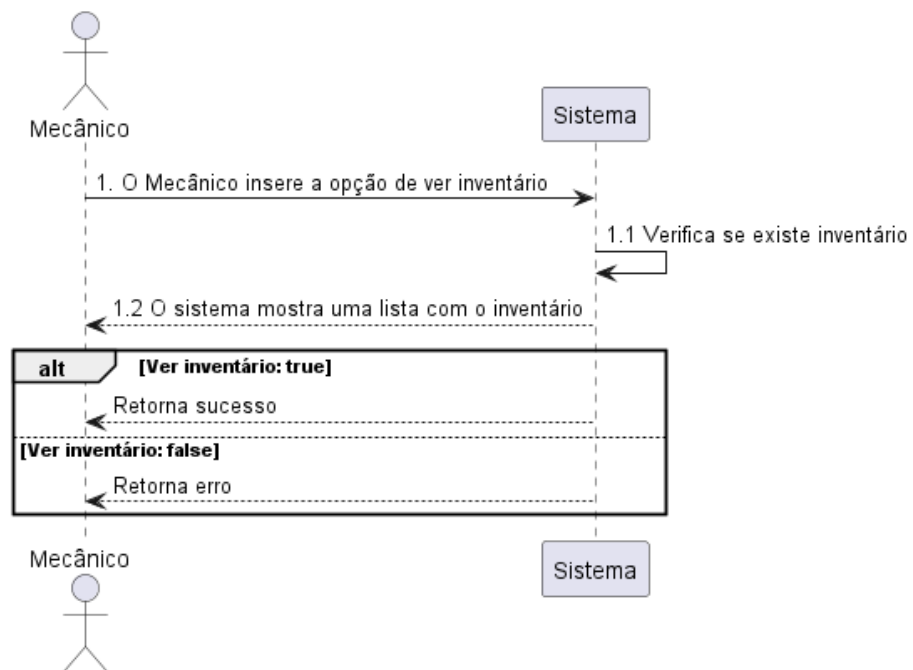 Mecânico
Sistema
1. O Mecânico insere a opção de ver inventário
1.1 Verifica se existe inventário
1.2 O sistema mostra uma lista com o inventário
alt [Ver inventário: true]
Retorna sucesso
[Ver inventário: false]
Retorna erro
Mecânico
Sistema